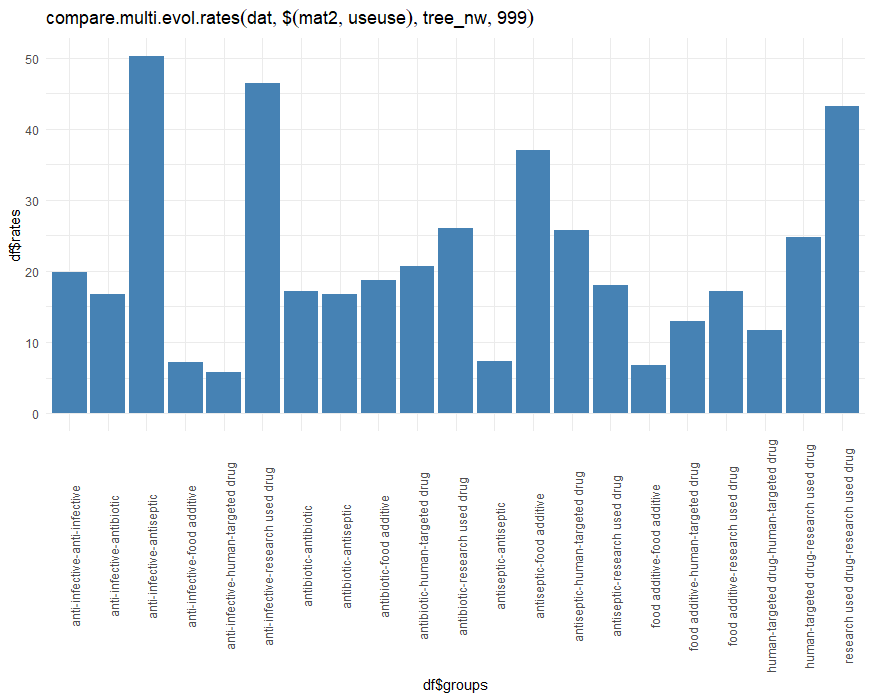 compare.multi.evol.rates(dat, $(mat2, useuse), tree_nw, 999)
df$rates
50
40
30
20
10
0
anti-infective-anti-infective
anti-infective-antibiotic
anti-infective-antiseptic
anti-infective-food additive
anti-infective-human-targeted drug
anti-infective-research used drug
antibiotic-antibiotic
antibiotic-antiseptic
antibiotic-food additive
antibiotic-human-targeted drug
antibiotic-research used drug
antiseptic-antiseptic
antiseptic-food additive
antiseptic-human-targeted drug
antiseptic-research used drug
food additive-food additive
food additive-human-targeted drug
food additive-research used drug
human-targeted drug-human-targeted drug
human-targeted drug-research used drug
research used drug-research used drug
df$groups